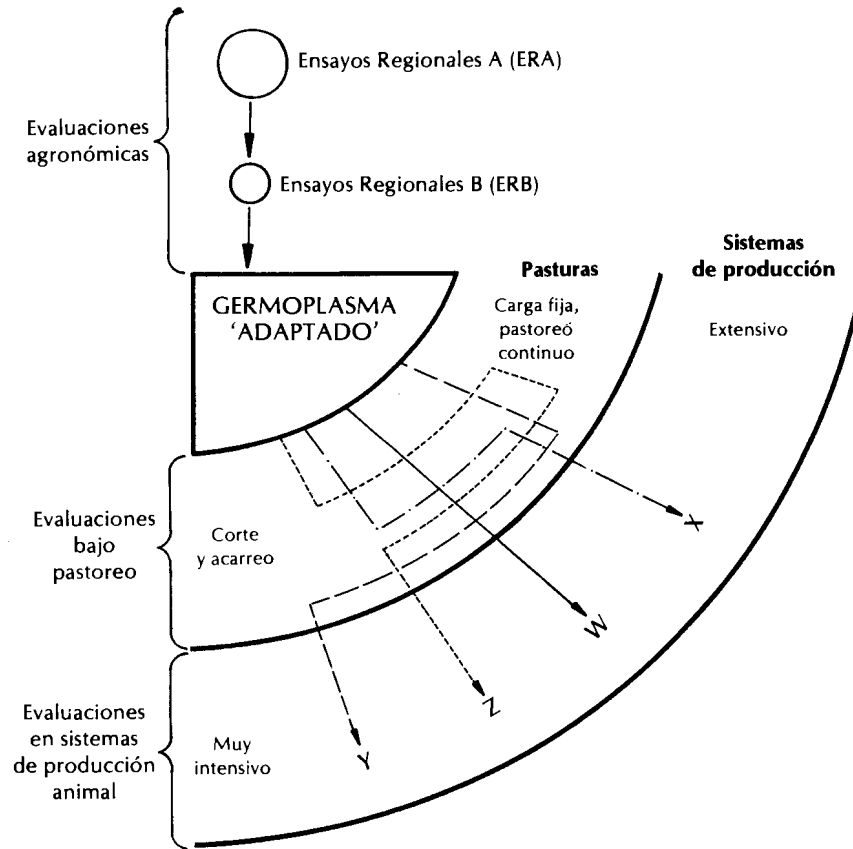 Ensayos Regionales A (ERA)
Evaluaciones
agronómicas
Ensayos Regionales B (ERB)
GERMOPLASMA
'ADAPTADO'
Pasturas
Carga fija,
pastoreó
continuo
Sistemas
de producción
Extensivo
Evaluaciones
bajo
pastoreo
Corte
y acarreo
X
W
Z
Y
Evaluaciones
en sistemas
de producción
animal
Muy
intensivo